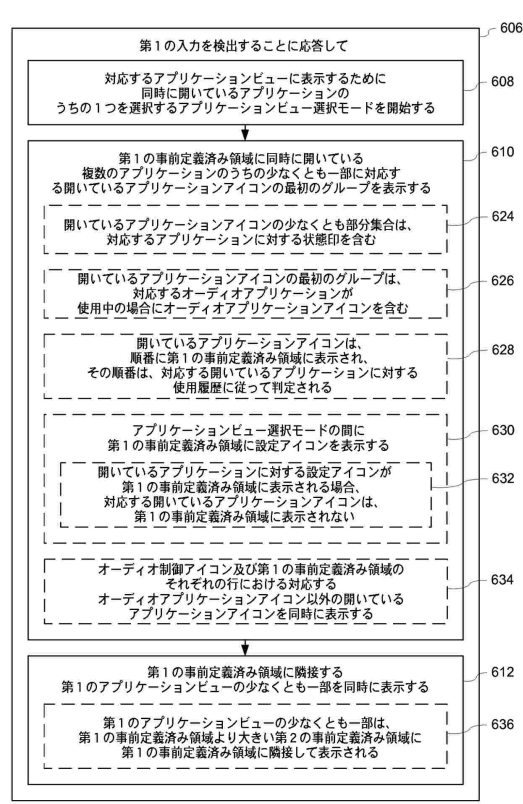 606
第１の入力を検出することに応答して
対応するアプリケーションビューに表示するために
同時に開いているアプリケーションの
うちの１つを選択するアプリケーションビュー選択モードを開始する
608
第１の事前定義済み領域に同時に開いている
複数のアプリケーションのうちの少なくとも一部に対応す
る開いているアプリケーションアイコンの最初のグループを表示する
610
開いているアプリケーションアイコンの少なくとも部分集合は、
対応するアプリケーションに対する状態印を含む
624
開いているアプリケーションアイコンの最初のグループは、
対応するオーディオアプリケーションが
使用中の場合にオーディオアプリケーションアイコンを含む
626
開いているアプリケーションアイコンは、
順番に第１の事前定義済み領域に表示され、
その順番は、対応する開いているアプリケーションに対する
使用履歴に従って判定される
628
アプリケーションビュー選択モードの間に
第１の事前定義済み領域に設定アイコンを表示する
630
開いているアプリケーションに対する設定アイコンが
第１の事前定義済み領域に表示される場合、
対応する開いているアプリケーションアイコンは、
第１の事前定義済み領域に表示されない
632
オーディオ制御アイコン及び第１の事前定義済み領域の
それぞれの行における対応する
オーディオアプリケーションアイコン以外の開いている
アプリケーションアイコンを同時に表示する
634
第１の事前定義済み領域に隣接する
第１のアプリケーションビューの少なくとも一部を同時に表示する
612
第１のアプリケーションビューの少なくとも一部は、
第１の事前定義済み領域より大きい第２の事前定義済み領域に
第１の事前定義済み領域に隣接して表示される
636